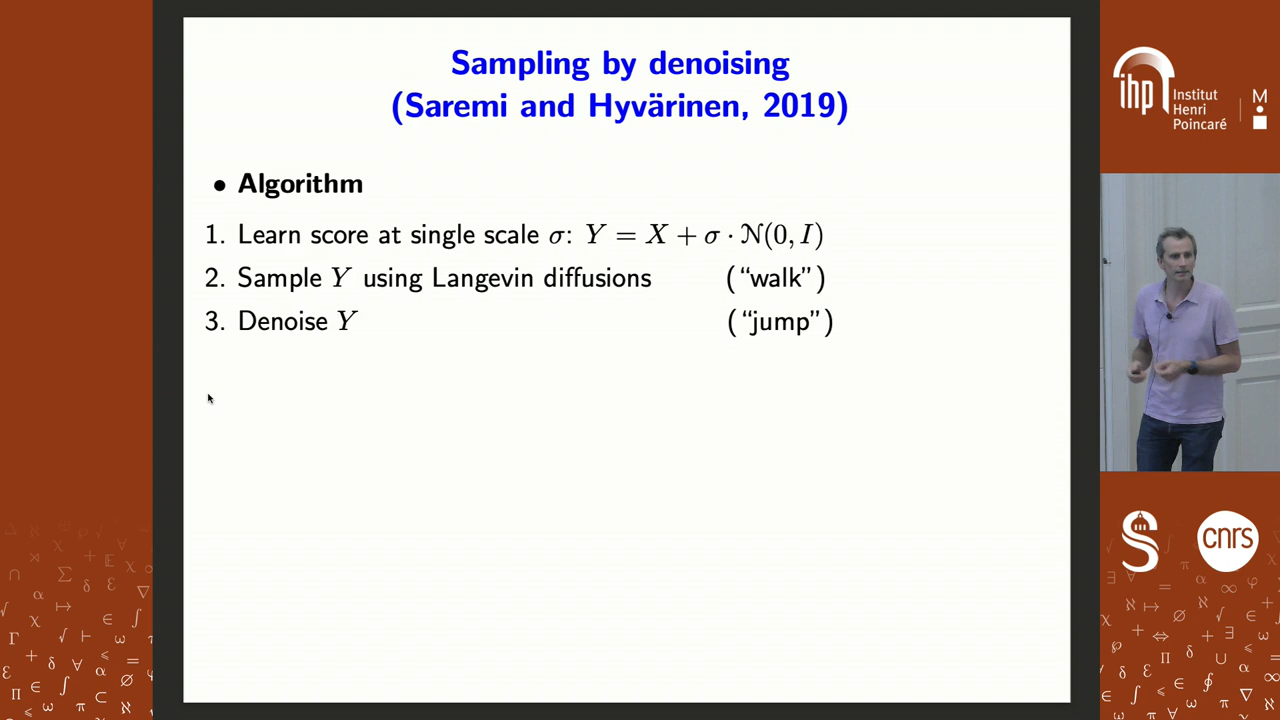 Sampling by denoising
(Saremi and Hyvärinen, 2019)
• Algorithm
1. Learn score at single scale σ: Y = X + σ · N(0, I)
2. Sample Y using Langevin diffusions (“walk”)
3. Denoise Y (“jump”)
ihp
Institut
Henri
Poincaré
M
S
cnrs